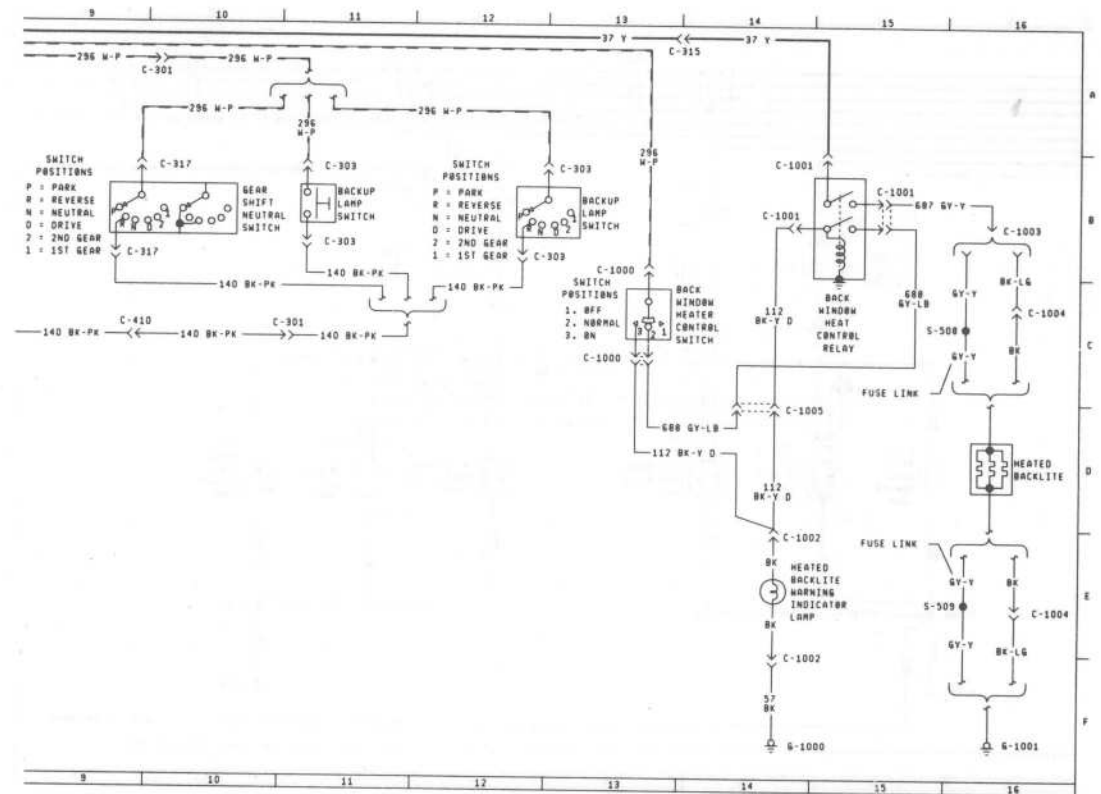 9 10 11 12 13 14 15 16
37 Y
C-315
37 Y
296 W-P
C-301
296 W-P
A
296 W-P
296 W-P
296
W-P
296
W-P
SWITCH
POSITIONS
P = PARK
R = REVERSE
N = NEUTRAL
D = DRIVE
2 = 2ND GEAR
1 = 1ST GEAR
C-317
P R N D 2 1
GEAR
SHIFT
NEUTRAL
SWITCH
C-317
C-303
BACKUP
LAMP
SWITCH
C-303
SWITCH
POSITIONS
P = PARK
R = REVERSE
N = NEUTRAL
D = DRIVE
2 = 2ND GEAR
1 = 1ST GEAR
C-303
P R N D 2 1
BACKUP
LAMP
SWITCH
C-303
C-1001
C-1001
C-1001
687 GY-Y
B
C-1003
140 BK-PK
140 BK-PK
140 BK-PK
C-1000
SWITCH
POSITIONS
1. OFF
2. NORMAL
3. ON
3 2 1
BACK
WINDOW
HEATER
CONTROL
SWITCH
C-1000
112
BK-Y D
BACK
WINDOW
HEAT
CONTROL
RELAY
688
GY-LB
GY-Y
BK-LG
C-1004
S-508
GY-Y
BK
C
FUSE LINK
140 BK-PK
C-410
140 BK-PK
C-301
140 BK-PK
C-1005
688 GY-LB
112 BK-Y D
112
BK-Y D
HEATED
BACKLITE
D
C-1002
BK
HEATED
BACKLITE
WARNING
INDICATOR
LAMP
BK
C-1002
57
BK
G-1000
FUSE LINK
GY-Y
BK
S-509
C-1004
E
GY-Y
BK-LG
G-1001
F
9 10 11 12 13 14 15 16